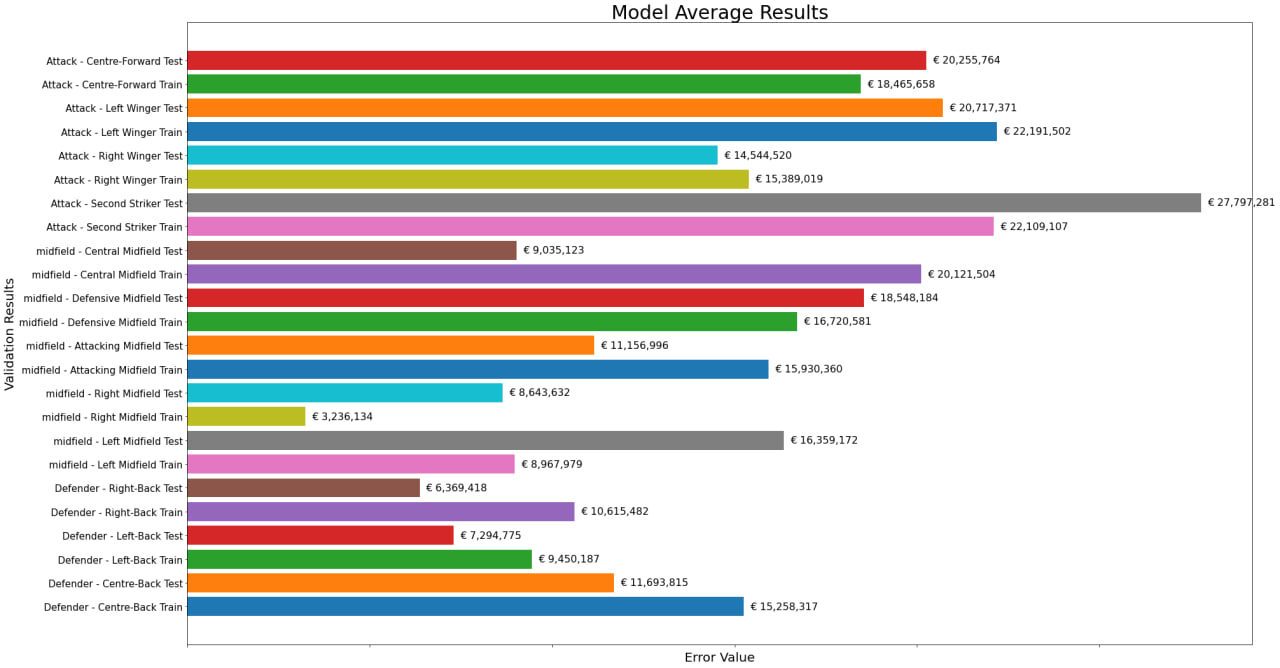 Model Average Results
Validation Results
Attack - Centre-Forward Test € 20,255,764
Attack - Centre-Forward Train € 18,465,658
Attack - Left Winger Test € 20,717,371
Attack - Left Winger Train € 22,191,502
Attack - Right Winger Test € 14,544,520
Attack - Right Winger Train € 15,389,019
Attack - Second Striker Test € 27,797,281
Attack - Second Striker Train € 22,109,107
midfield - Central Midfield Test € 9,035,123
midfield - Central Midfield Train € 20,121,504
midfield - Defensive Midfield Test € 18,548,184
midfield - Defensive Midfield Train € 16,720,581
midfield - Attacking Midfield Test € 11,156,996
midfield - Attacking Midfield Train € 15,930,360
midfield - Right Midfield Test € 8,643,632
midfield - Right Midfield Train € 3,236,134
midfield - Left Midfield Test € 16,359,172
midfield - Left Midfield Train € 8,967,979
Defender - Right-Back Test € 6,369,418
Defender - Right-Back Train € 10,615,482
Defender - Left-Back Test € 7,294,775
Defender - Left-Back Train € 9,450,187
Defender - Centre-Back Test € 11,693,815
Defender - Centre-Back Train € 15,258,317
Error Value